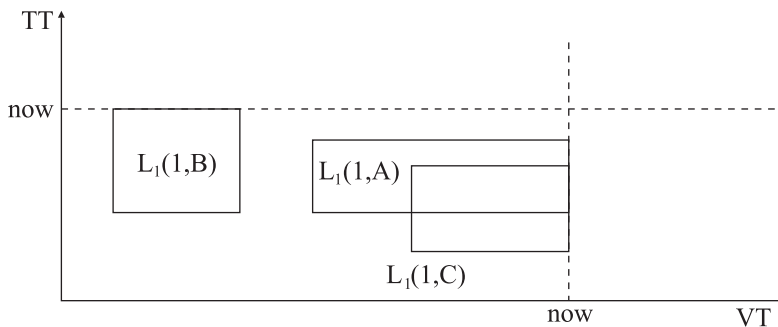 TT
now
L₁(1,B)
L₁(1,A)
L₁(1,C)
now
VT